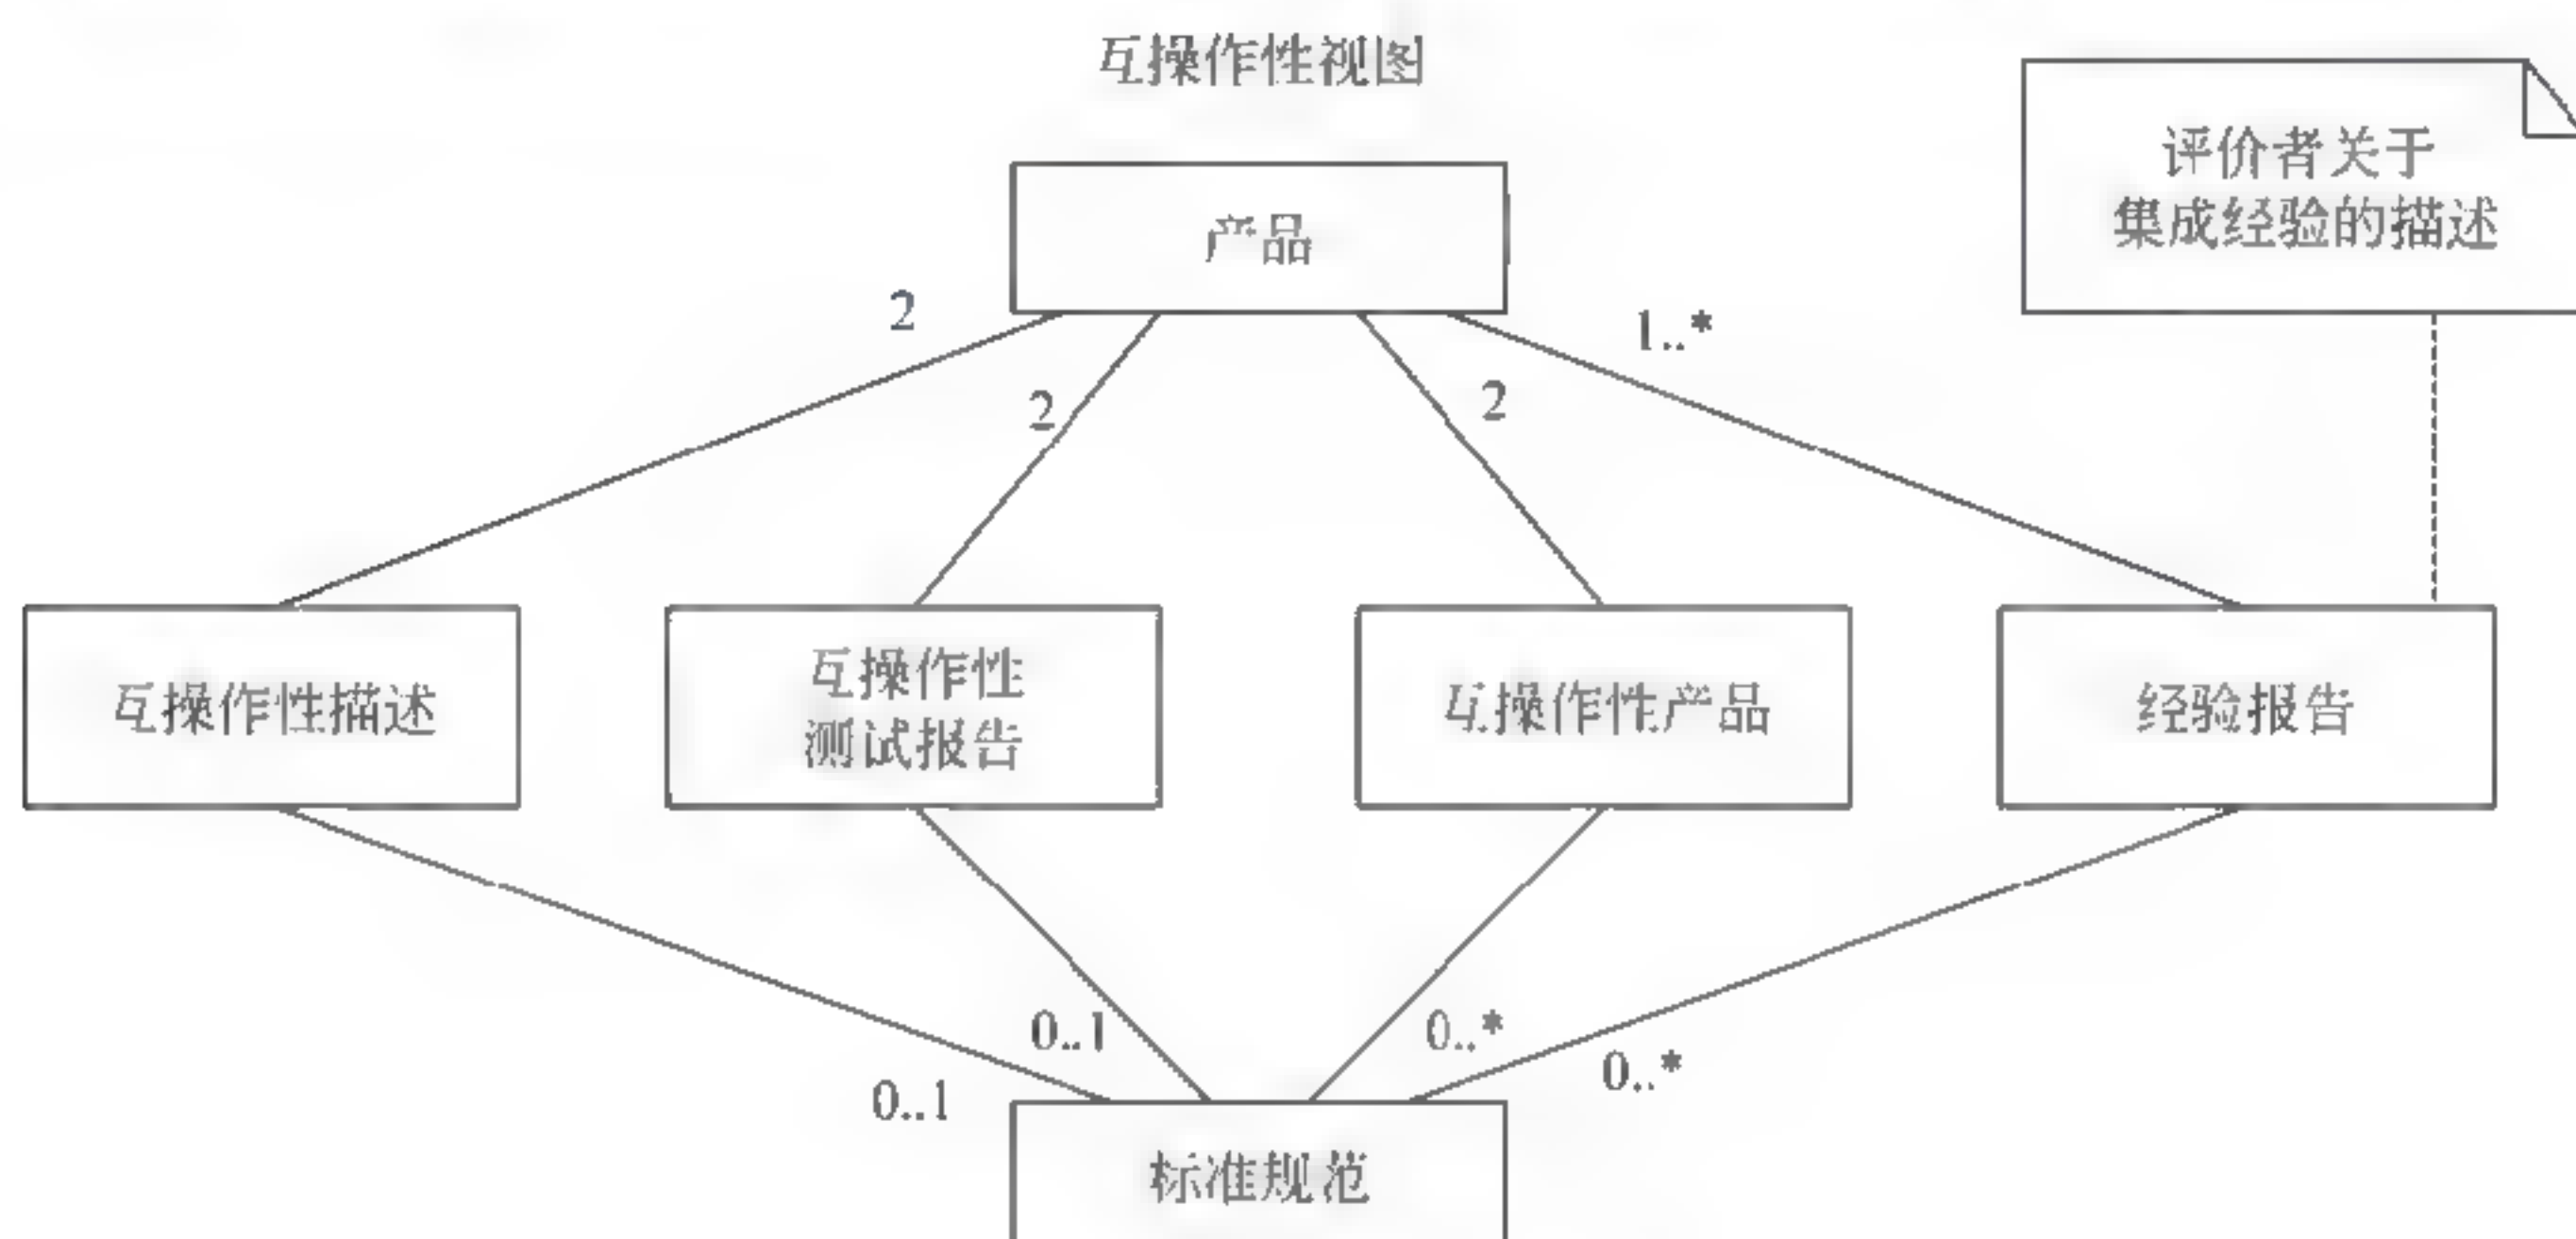 互操作性视图
评价者关于
集成经验的描述
产品
2
1..*
2
2
互操作性描述
互操作性
测试报告
互操作性产品
经验报告
0..1
0..*
0..1
0..*
标准规范